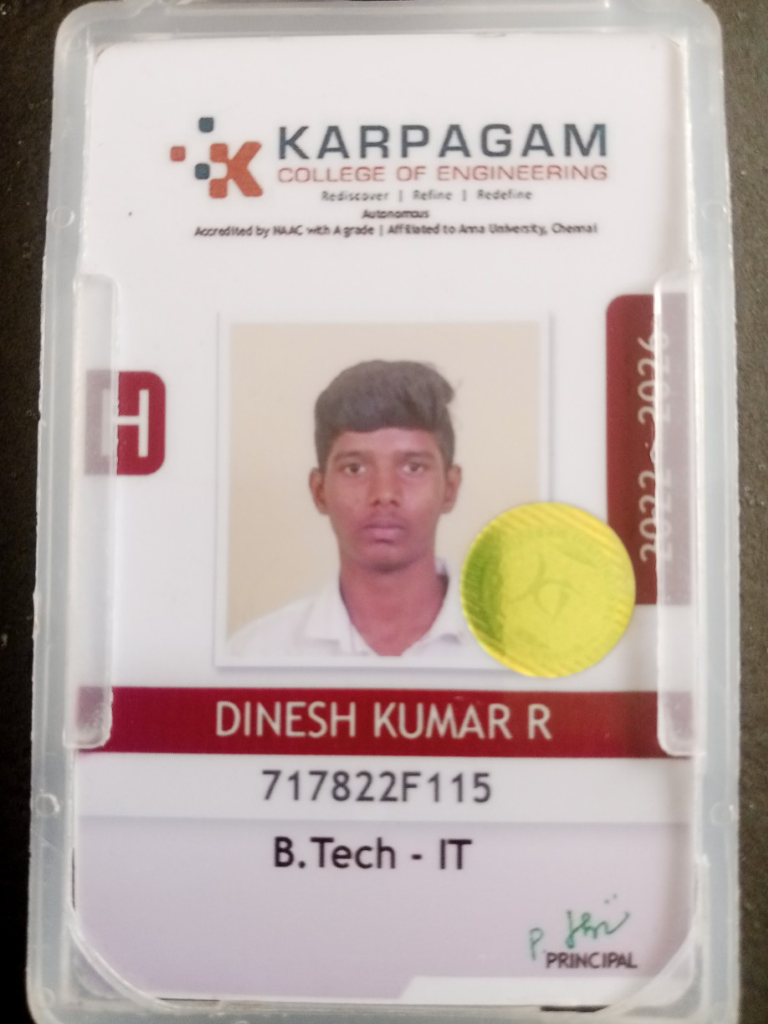 KARPAGAM
COLLEGE OF ENGINEERING
Rediscover | Refine | Redefine
Autonomous
Accredited by NAAC with A grade | Affiliated to Anna University, Chennai
H
2022 - 2026
DINESH KUMAR R
717822F115
B.Tech - IT
PRINCIPAL